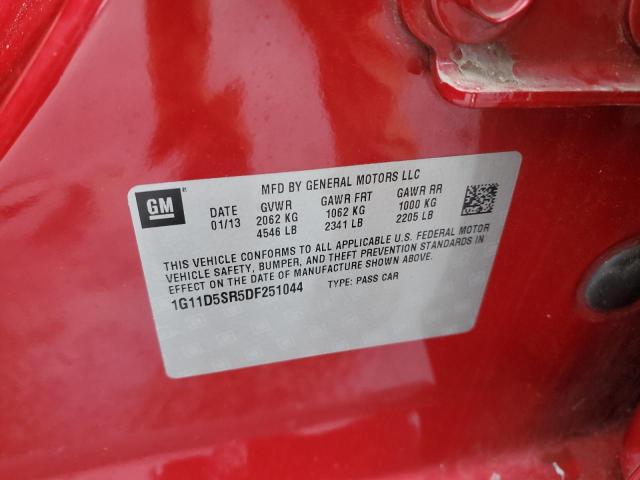 MFD BY GENERAL MOTORS LLC
GM
GVWR GAWR FRT GAWR RR
01/13 2062 KG 1062 KG 1000 KG
4546 LB 2341 LB 2205 LB
THIS VEHICLE CONFORMS TO ALL APPLICABLE U.S. FEDERAL MOTOR
VEHICLE SAFETY, BUMPER, AND THEFT PREVENTION STANDARDS IN
EFFECT ON THE DATE OF MANUFACTURE SHOWN ABOVE.
1G11D5SR5DF251044 TYPE: PASS CAR